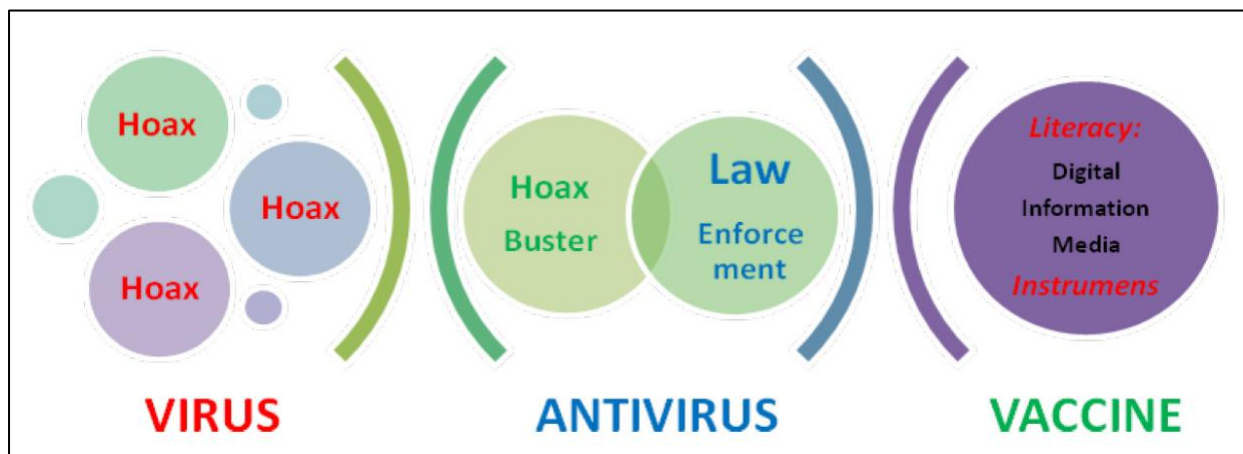 Hoax
Hoax
Hoax
VIRUS
Hoax
Buster
Law
Enforce
ment
ANTIVIRUS
Literacy:
Digital
Information
Media
Instrumens
VACCINE